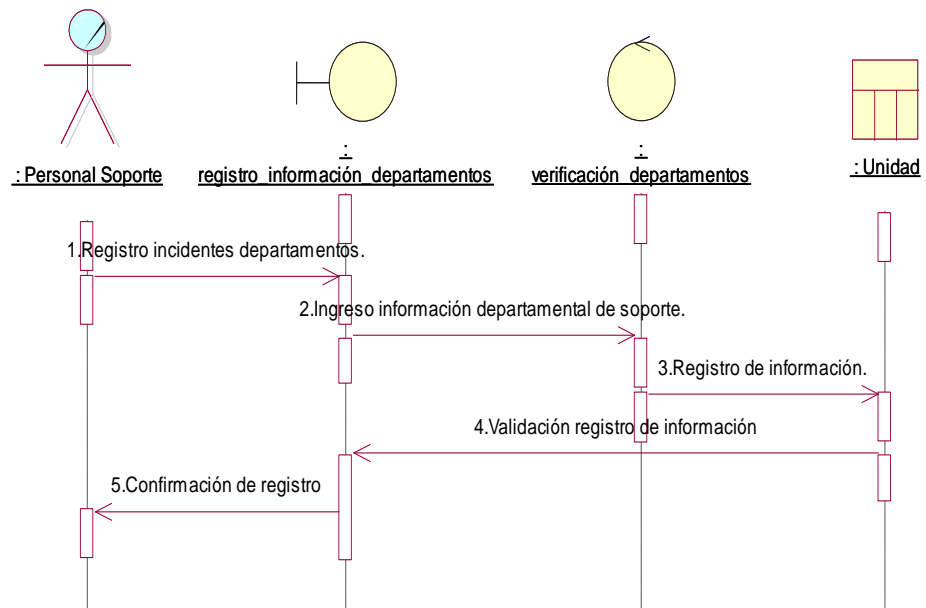 : Personal Soporte
:
registro_información_departamentos
:
verificación_departamentos
: Unidad
1.Registro incidentes departamentos.
2.Ingreso información departamental de soporte.
3.Registro de información.
4.Validación registro de información
5.Confirmación de registro